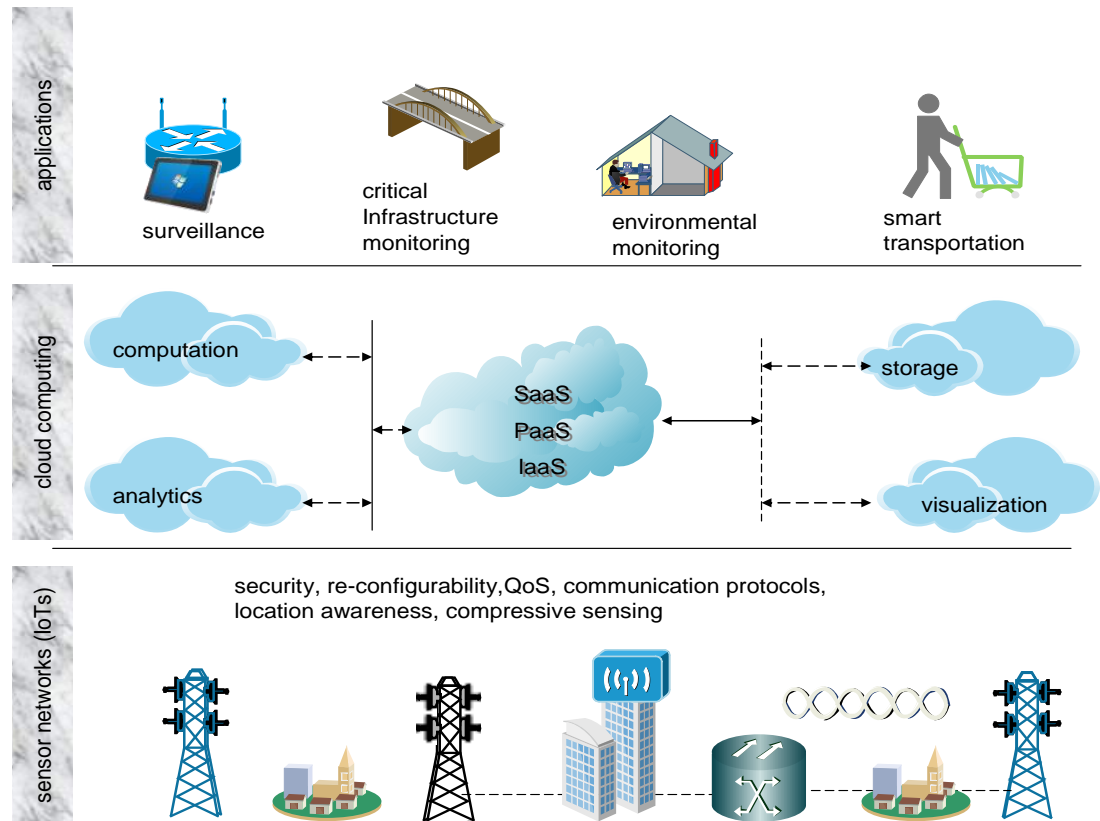 applications
surveillance
critical
Infrastructure
monitoring
environmental
monitoring
smart
transportation
cloud computing
computation
analytics
SaaS
PaaS
IaaS
storage
visualization
sensor networks (IoTs)
security, re-configurability,QoS, communication protocols,
location awareness, compressive sensing